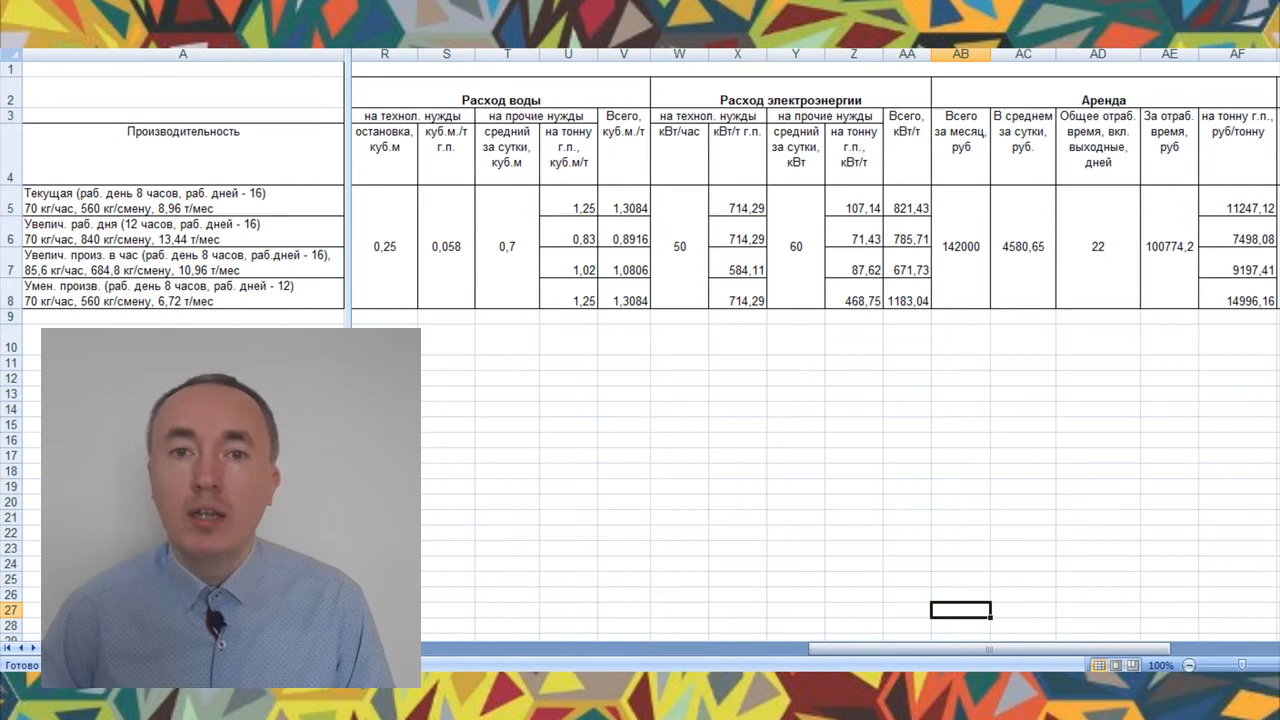 A R S T U V W X Y Z AA AB AC AD AE AF
1
2 Расход воды Расход электроэнергии Аренда
3 на технол. нужды на прочие нужды Всего, на технол. нужды на прочие нужды Всего, Всего В среднем Общее отраб. За отраб. на тонну г.п.,
Производительность остановка, куб.м./т средний на тонну куб.м./т кВт/час кВт/т г.п. средний на тонну кВт/т за месяц, за сутки, время, вкл. время, руб/тонну
куб.м г.п. за сутки, г.п., за сутки, г.п., руб руб. выходные, руб
4 куб.м куб.м/т кВт кВт/т дней
Текущая (раб. день 8 часов, раб. дней - 16)
5 70 кг/час, 560 кг/смену, 8,96 т/мес 1,25 1,3084 714,29 107,14 821,43 11247,12
Увелич. раб. дня (12 часов, раб. дней - 16)
6 70 кг/час, 840 кг/смену, 13,44 т/мес 0,25 0,058 0,7 0,83 0,8916 50 714,29 60 71,43 785,71 142000 4580,65 22 100774,2 7498,08
Увелич. произ. в час (раб. день 8 часов, раб.дней - 16),
7 85,6 кг/час, 684,8 кг/смену, 10,96 т/мес 1,02 1,0806 584,11 87,62 671,73 9197,41
Умен. произв. (раб. день 8 часов, раб. дней - 12)
8 70 кг/час, 560 кг/смену, 6,72 т/мес 1,25 1,3084 714,29 468,75 1183,04 14996,16
9
10
11
12
13
14
15
16
17
18
19
20
21
22
23
24
25
26
27
28
29
Готово 100%